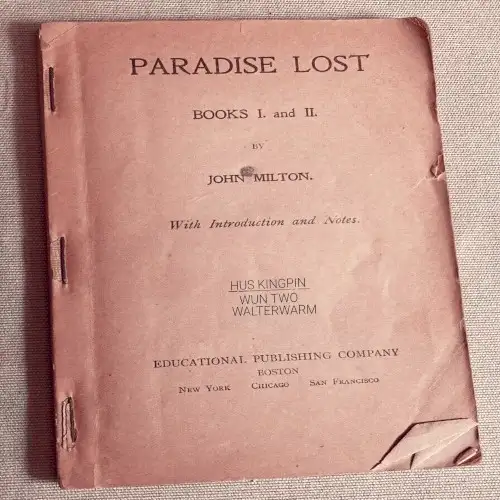 PARADISE LOST
BOOKS I. and II.
BY
JOHN MILTON.
With Introduction and Notes.
HUS KINGPIN
WUN TWO
WALTERWARM
EDUCATIONAL PUBLISHING COMPANY
BOSTON
NEW YORK CHICAGO SAN FRANCISCO